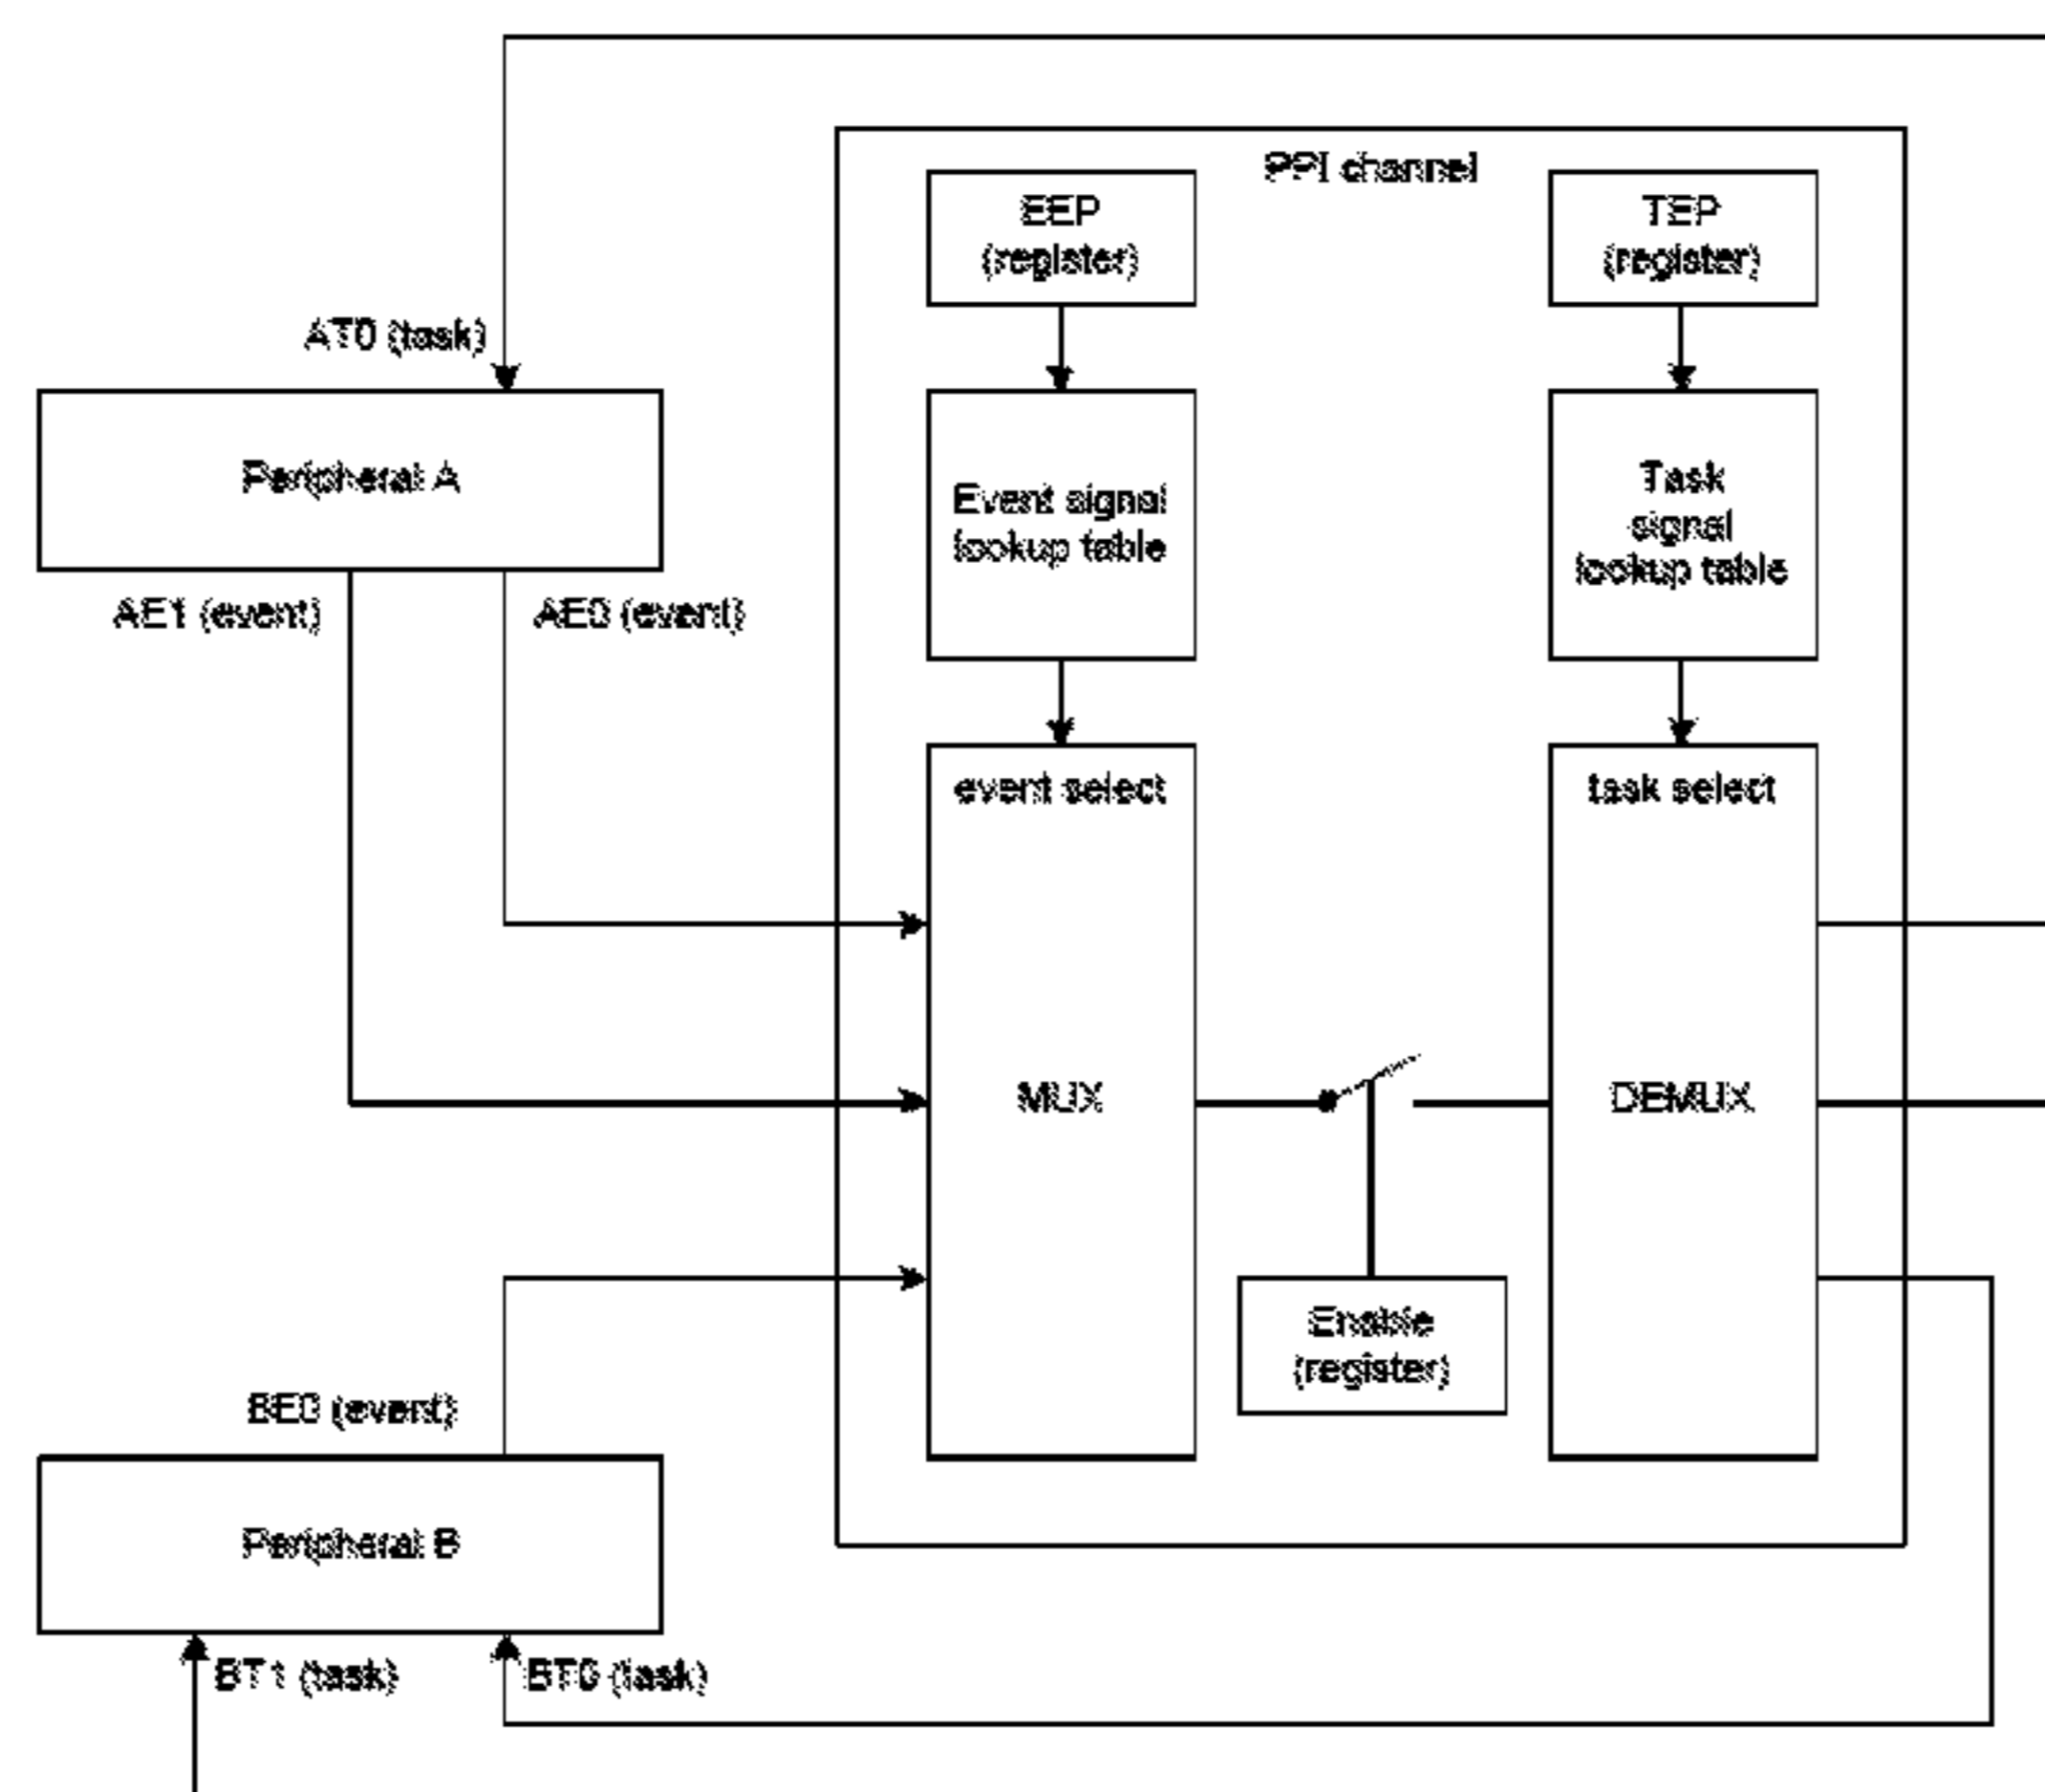 PPI channel
EEP
(register)
TEP
(register)
AT0 (task)
Peripheral A
Event signal
lookup table
Task
signal
lookup table
AE1 (event)
AE0 (event)
event select
task select
MUX
DEMUX
Enable
(register)
BE0 (event)
Peripheral B
BT1 (task)
BT0 (task)